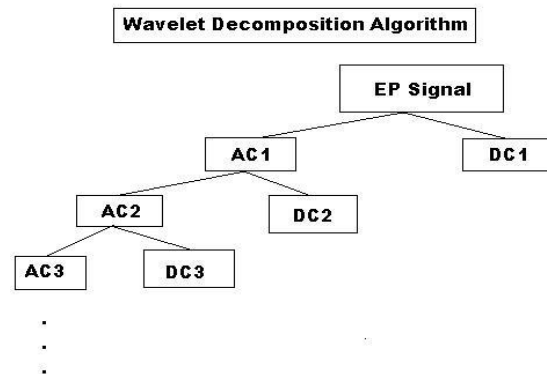 Wavelet Decomposition Algorithm
EP Signal
AC1
DC1
AC2
DC2
AC3
DC3